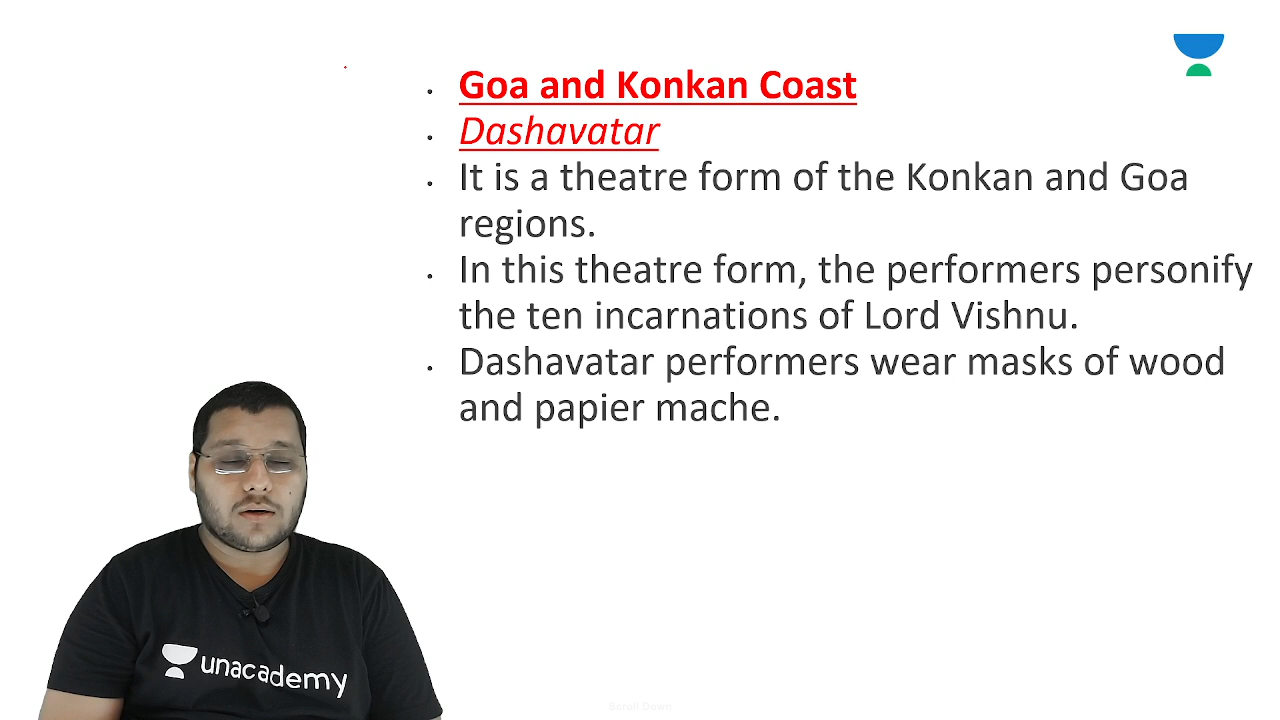 Goa and Konkan Coast
Dashavatar
It is a theatre form of the Konkan and Goa
regions.
In this theatre form, the performers personify
the ten incarnations of Lord Vishnu.
Dashavatar performers wear masks of wood
and papier mache.
unacademy
Scroll Down